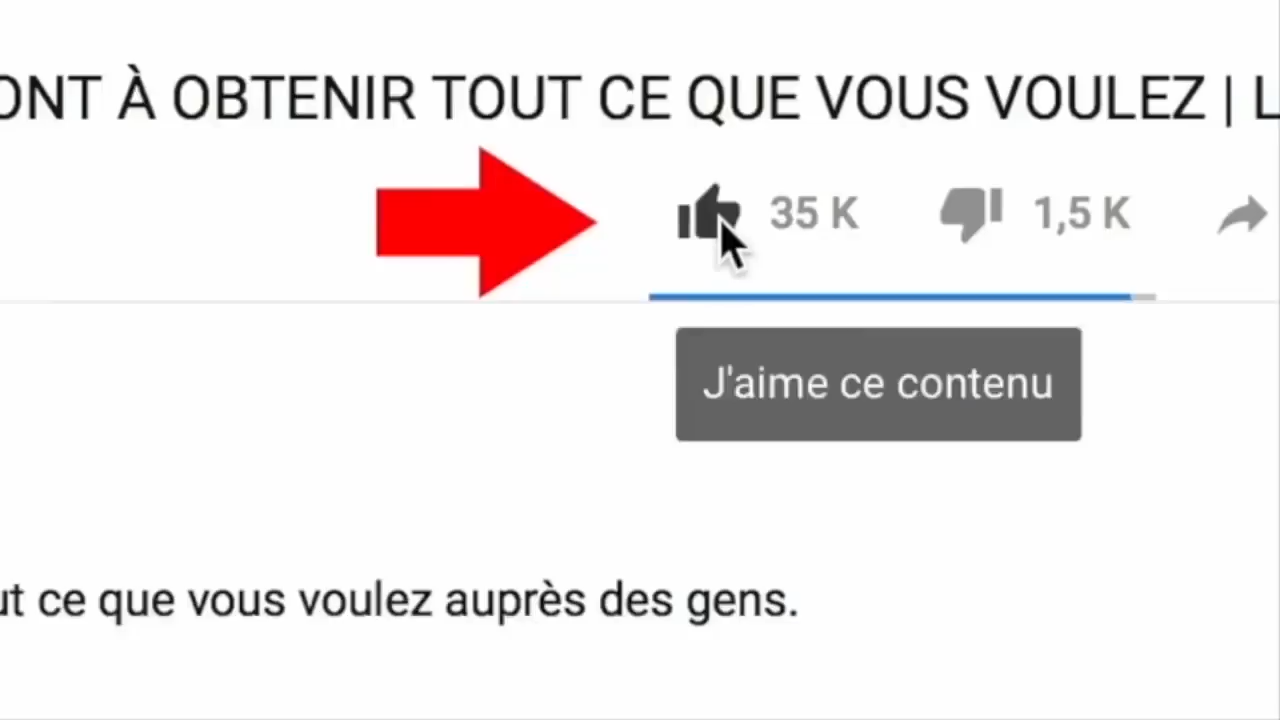 ONT À OBTENIR TOUT CE QUE VOUS VOULEZ | L
35 K 1,5 K
J'aime ce contenu
ut ce que vous voulez auprès des gens.